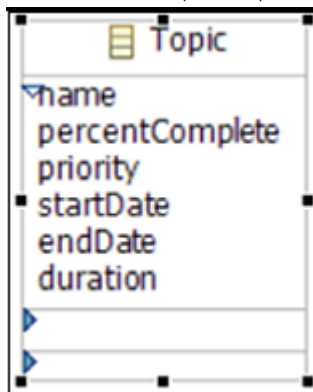 Topic
name
percentComplete
priority
startDate
endDate
duration